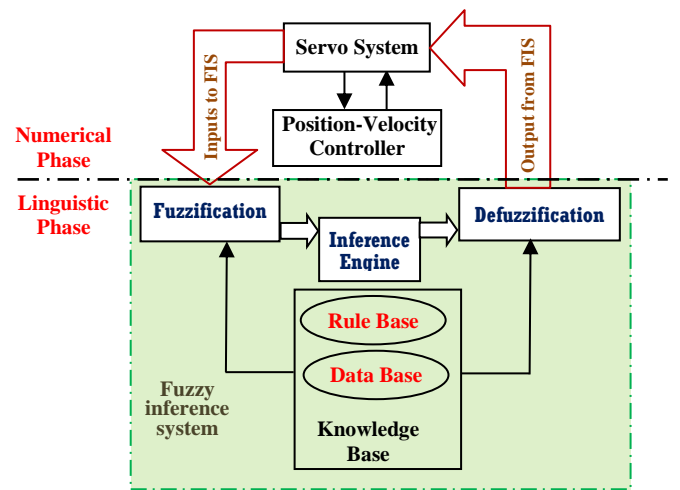 Servo System
Inputs to FIS
Output from FIS
Position-Velocity
Controller
Numerical
Phase
Linguistic
Phase
Fuzzification
Inference
Engine
Defuzzification
Rule Base
Data Base
Knowledge
Base
Fuzzy
inference
system